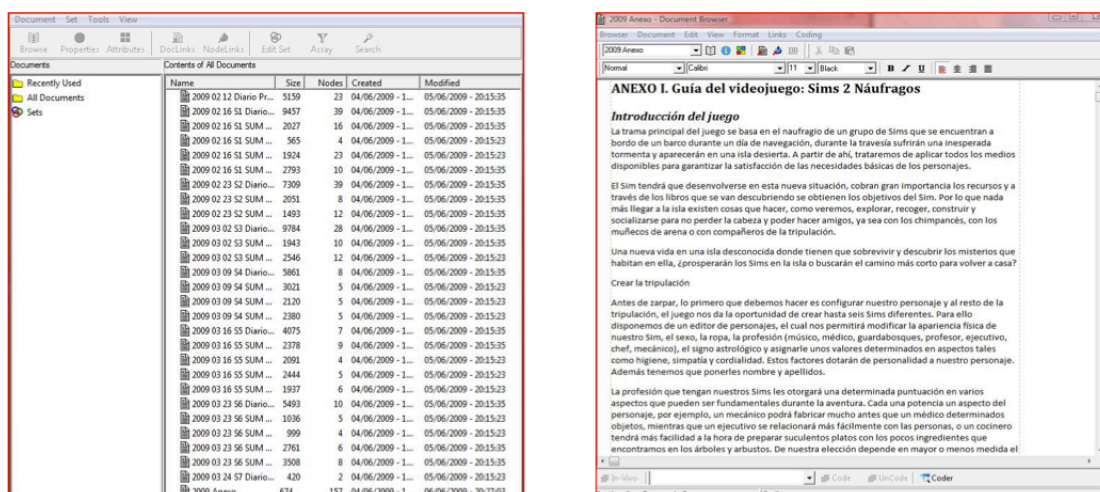 Document Set Tools View
Browse Properties Attributes DocLinks NodeLinks Edit Set Assay Search
Documents
Recently Used
All Documents
Sets
Contents of All Documents
Name Size Nodes Created Modified
2009 02 12 Diario Pr... 5159 23 04/06/2009 - 1... 05/06/2009 - 20:15:35
2009 02 16 S1 Diario... 9457 39 04/06/2009 - 1... 05/06/2009 - 20:15:35
2009 02 16 S1 SUM ... 2027 16 04/06/2009 - 1... 05/06/2009 - 20:15:35
2009 02 16 S1 SUM ... 565 4 04/06/2009 - 1... 05/06/2009 - 20:15:23
2009 02 16 S1 SUM ... 1924 23 04/06/2009 - 1... 05/06/2009 - 20:15:23
2009 02 16 S1 SUM ... 2793 10 04/06/2009 - 1... 05/06/2009 - 20:15:35
2009 02 23 S2 Diario... 7309 39 04/06/2009 - 1... 05/06/2009 - 20:15:35
2009 02 23 S2 SUM ... 2051 8 04/06/2009 - 1... 05/06/2009 - 20:15:35
2009 02 23 S2 SUM ... 1493 12 04/06/2009 - 1... 05/06/2009 - 20:15:35
2009 03 02 S3 Diario... 9784 28 04/06/2009 - 1... 05/06/2009 - 20:15:35
2009 03 02 S3 SUM ... 1943 10 04/06/2009 - 1... 05/06/2009 - 20:15:35
2009 03 02 S3 SUM ... 2546 12 04/06/2009 - 1... 05/06/2009 - 20:15:23
2009 03 09 S4 Diario... 5861 8 04/06/2009 - 1... 05/06/2009 - 20:15:35
2009 03 09 S4 SUM ... 3021 5 04/06/2009 - 1... 05/06/2009 - 20:15:23
2009 03 09 S4 SUM ... 2120 5 04/06/2009 - 1... 05/06/2009 - 20:15:23
2009 03 09 S4 SUM ... 2380 5 04/06/2009 - 1... 05/06/2009 - 20:15:23
2009 03 16 S5 Diario... 4075 7 04/06/2009 - 1... 05/06/2009 - 20:15:35
2009 03 16 S5 SUM ... 2378 9 04/06/2009 - 1... 05/06/2009 - 20:15:35
2009 03 16 S5 SUM ... 2091 4 04/06/2009 - 1... 05/06/2009 - 20:15:23
2009 03 16 S5 SUM ... 2444 5 04/06/2009 - 1... 05/06/2009 - 20:15:23
2009 03 16 S5 SUM ... 1937 6 04/06/2009 - 1... 05/06/2009 - 20:15:23
2009 03 23 S6 Diario... 5493 10 04/06/2009 - 1... 05/06/2009 - 20:15:35
2009 03 23 S6 SUM ... 1036 5 04/06/2009 - 1... 05/06/2009 - 20:15:23
2009 03 23 S6 SUM ... 999 4 04/06/2009 - 1... 05/06/2009 - 20:15:23
2009 03 23 S6 SUM ... 2761 6 04/06/2009 - 1... 05/06/2009 - 20:15:23
2009 03 23 S6 SUM ... 3508 8 04/06/2009 - 1... 05/06/2009 - 20:15:35
2009 03 24 S7 Diario... 420 2 04/06/2009 - 1... 05/06/2009 - 20:15:23
2009 Anexo 674 157 04/06/2009 - 1 06/06/2009 - 20:27:03
2009 Anexo - Document Browser
Browser Document Edit View Format Links Coding
2009 Anexo
Normal Calibri 11 Black B I U
ANEXO I. Guía del videojuego: Sims 2 Náufragos
Introducción del juego
La trama principal del juego se basa en el naufragio de un grupo de Sims que se encuentran a
bordo de un barco durante un día de navegación, durante la travesía sufrirán una inesperada
tormenta y aparecerán en una isla desierta. A partir de ahí, trataremos de aplicar todos los medios
disponibles para garantizar la satisfacción de las necesidades básicas de los personajes.
El Sim tendrá que desenvolverse en esta nueva situación, cobran gran importancia los recursos y a
través de los libros que se van descubriendo se obtienen los objetivos del Sim. Por lo que nada
más llegar a la isla existen cosas que hacer, como veremos, explorar, recoger, construir y
socializarse para no perder la cabeza y poder hacer amigos, ya sea con los chimpancés, con los
muñecos de arena o con compañeros de la tripulación.
Una nueva vida en una isla desconocida donde tienen que sobrevivir y descubrir los misterios que
habitan en ella, ¿prosperarán los Sims en la isla o buscarán el camino más corto para volver a casa?
Crear la tripulación
Antes de zarpar, lo primero que debemos hacer es configurar nuestro personaje y al resto de la
tripulación, el juego nos da la oportunidad de crear hasta seis Sims diferentes. Para ello
disponemos de un editor de personajes, el cual nos permitirá modificar la apariencia física de
nuestro Sim, el sexo, la ropa, la profesión (músico, médico, guardabosques, profesor, ejecutivo,
chef, mecánico), el signo astrológico y asignarle unos valores determinados en aspectos tales
como higiene, simpatía y cordialidad. Estos factores dotarán de personalidad a nuestro personaje.
Además tenemos que ponerles nombre y apellidos.
La profesión que tengan nuestros Sims les otorgará una determinada puntuación en varios
aspectos que pueden ser fundamentales durante la aventura. Cada una potencia un aspecto del
personaje, por ejemplo, un mecánico podrá fabricar mucho antes que un médico determinados
objetos, mientras que un ejecutivo se relacionará más fácilmente con las personas, o un cocinero
tendrá más facilidad a la hora de preparar suculentos platos con los pocos ingredientes que
encontramos en los árboles y arbustos. De nuestra elección depende en mayor o menos medida el
In-Vivo Code UnCode Coder